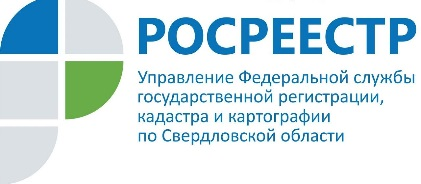 РОСРЕЕСТР
Управление Федеральной службы
государственной регистрации,
кадастра и картографии
по Свердловской области